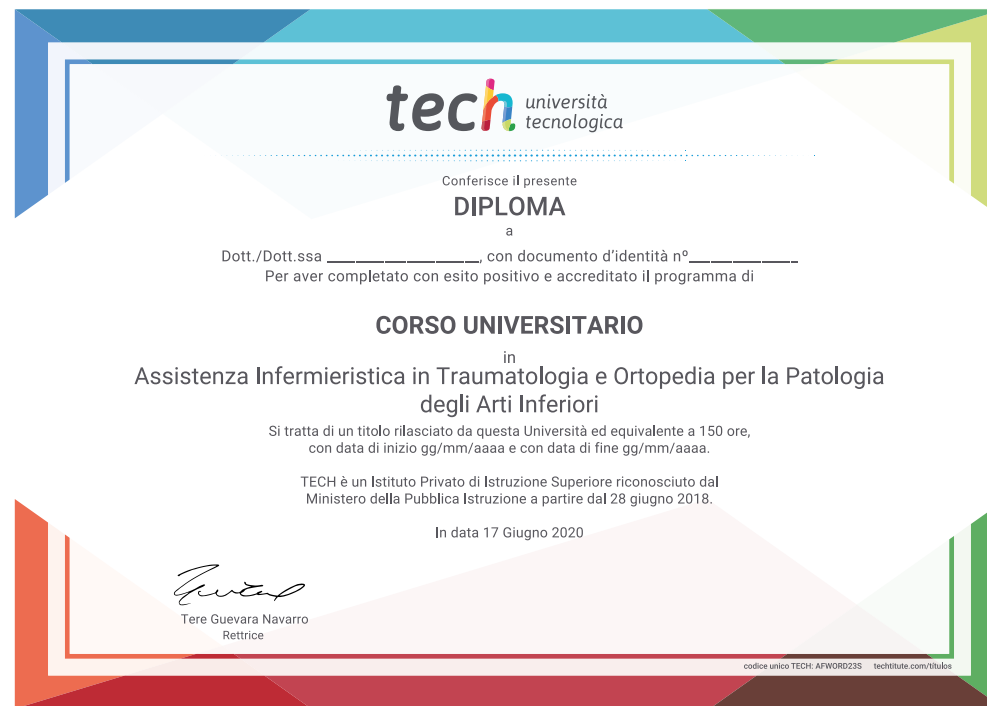 tech università
tecnologica
Conferisce il presente
DIPLOMA
a
Dott./Dott.ssa _______________, con documento d'identità nº___________
Per aver completato con esito positivo e accreditato il programma di
CORSO UNIVERSITARIO
in
Assistenza Infermieristica in Traumatologia e Ortopedia per la Patologia
degli Arti Inferiori
Si tratta di un titolo rilasciato da questa Università ed equivalente a 150 ore,
con data di inizio gg/mm/aaaa e con data di fine gg/mm/aaaa.
TECH è un Istituto Privato di Istruzione Superiore riconosciuto dal
Ministero della Pubblica Istruzione a partire dal 28 giugno 2018.
In data 17 Giugno 2020
Tere Guevara Navarro
Rettrice
codice unico TECH: AFWORD23S techtitute.com/títulos